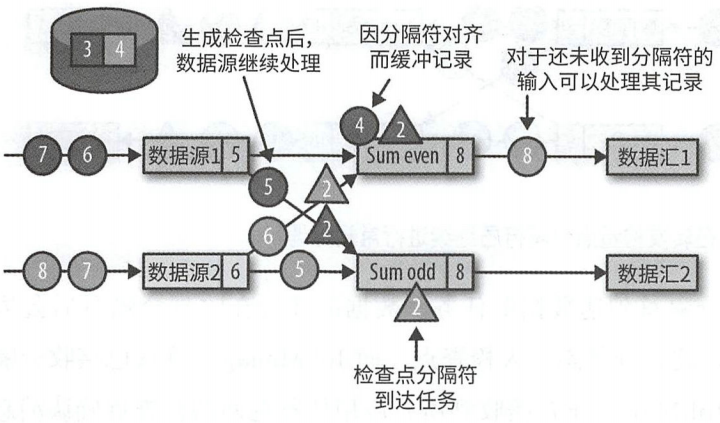 3 4
生成检查点后，
数据源继续处理
因分隔符对齐
而缓冲记录
对于还未收到分隔符的
输入可以处理其记录
4 2
7 6 数据源1 5 Sum even 8 8 数据汇1
5 2
6 2
8 7 数据源2 6 5 Sum odd 8 数据汇2
2
检查点分隔符
到达任务